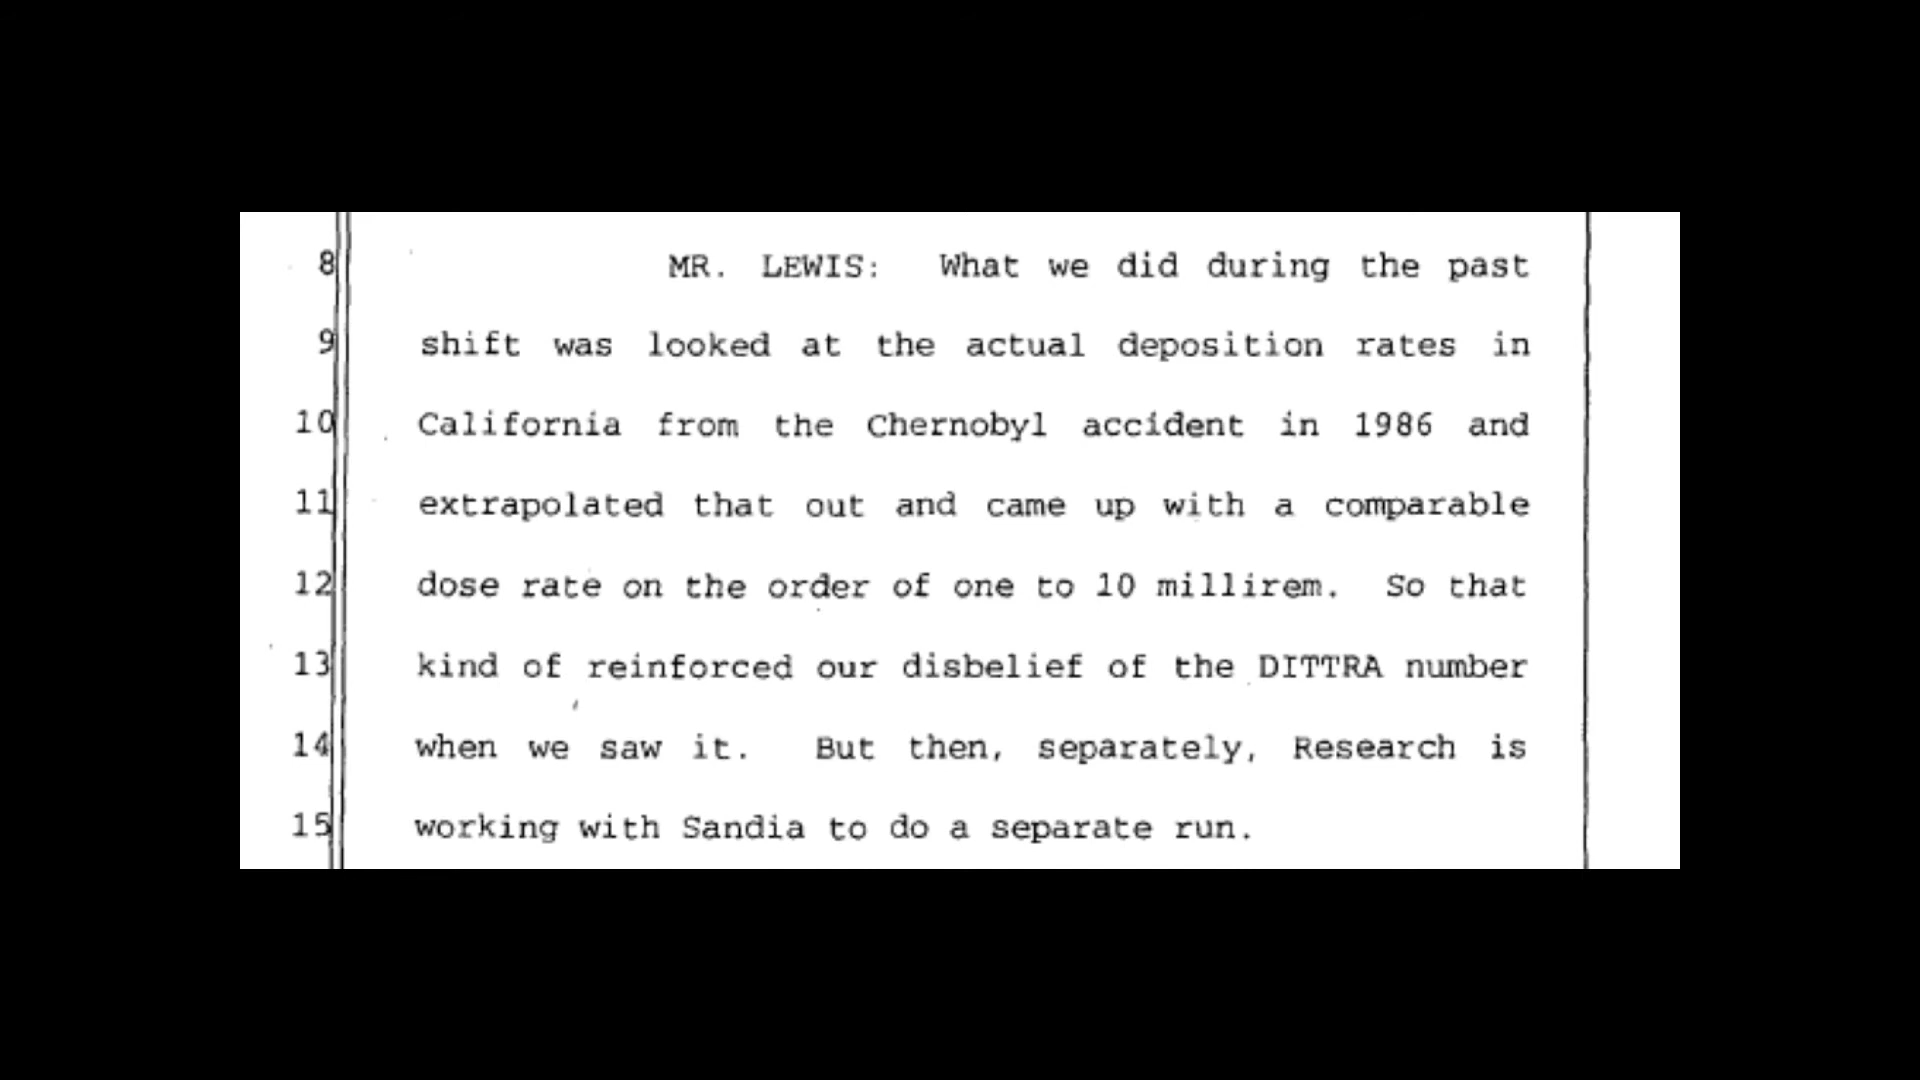 8 MR. LEWIS: What we did during the past
9 shift was looked at the actual deposition rates in
10 California from the Chernobyl accident in 1986 and
11 extrapolated that out and came up with a comparable
12 dose rate on the order of one to 10 millirem. So that
13 kind of reinforced our disbelief of the DITTRA number
14 when we saw it. But then, separately, Research is
15 working with Sandia to do a separate run.